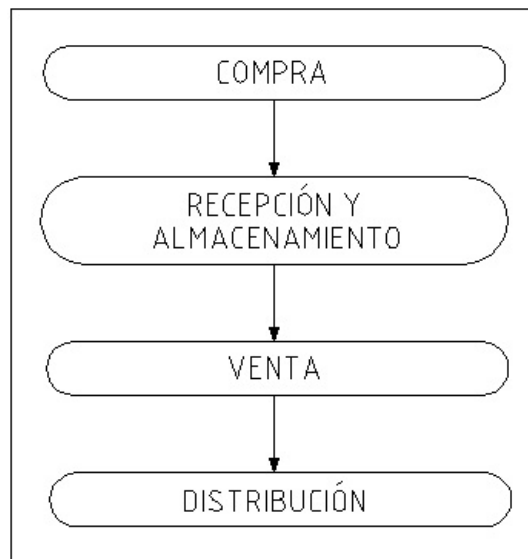 COMPRA
RECEPCIÓN Y
ALMACENAMIENTO
VENTA
DISTRIBUCIÓN